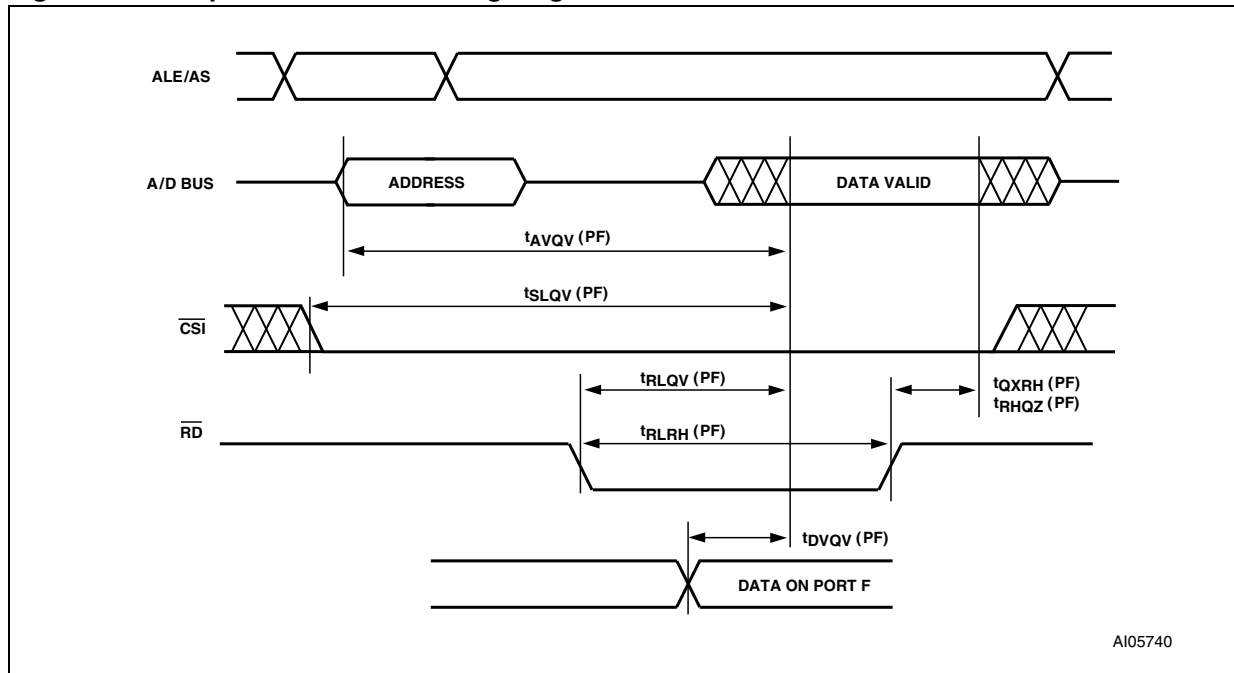 ALE/AS
A/D BUS
ADDRESS
DATA VALID
tAVQV (PF)
tSLQV (PF)
CSI
tRLQV (PF)
tQXRH (PF)
tRHQZ (PF)
RD
tRLRH (PF)
tDVQV (PF)
DATA ON PORT F
AI05740